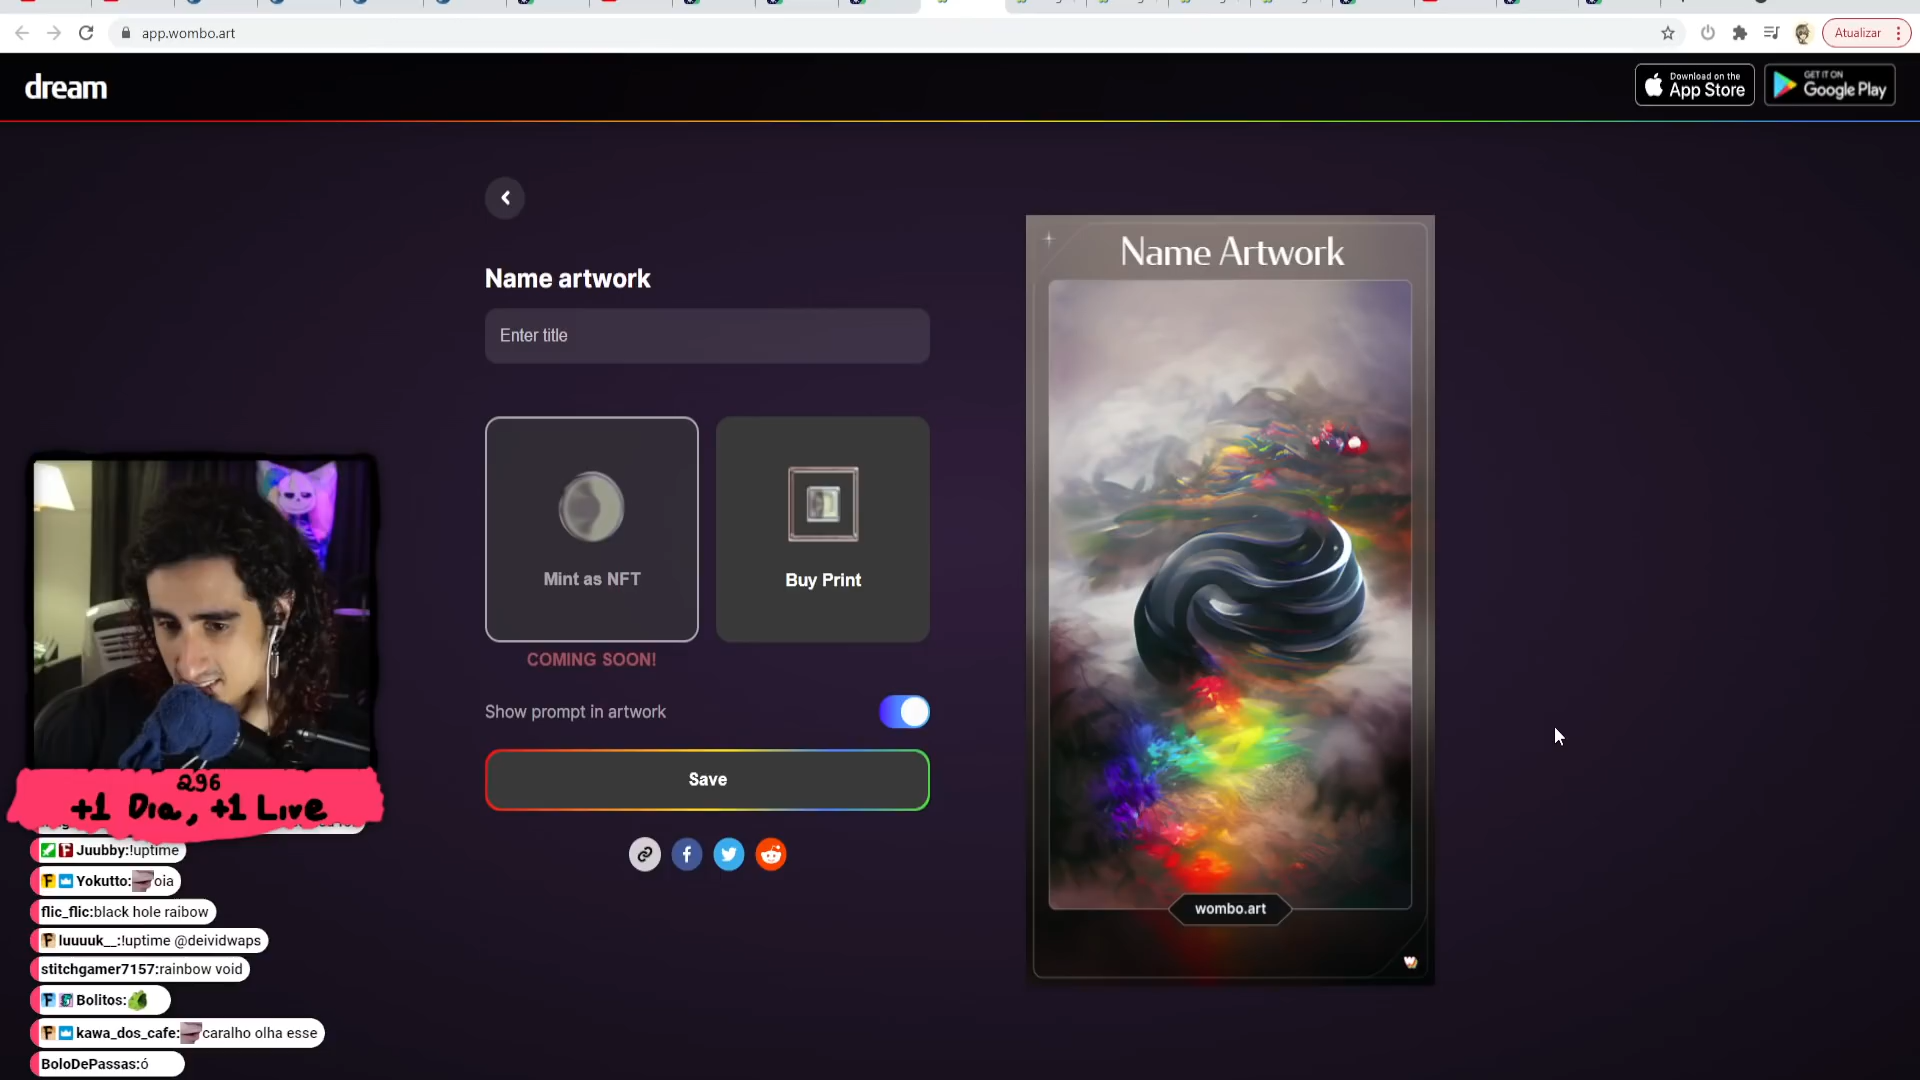 app.wombo.art
Atualizar
dream
Download on the
App Store
GET IT ON
Google Play
Name artwork
Enter title
Mint as NFT
Buy Print
COMING SOON!
Show prompt in artwork
Save
Name Artwork
wombo.art
296
+1 Dia, +1 Live
Juubby:!uptime
Yokutto:oia
flic_flic:black hole raibow
luuuuk__:!uptime @deividwaps
stitchgamer7157:rainbow void
Bolitos:
kawa_dos_cafe:caralho olha esse
BoloDePassas:ó